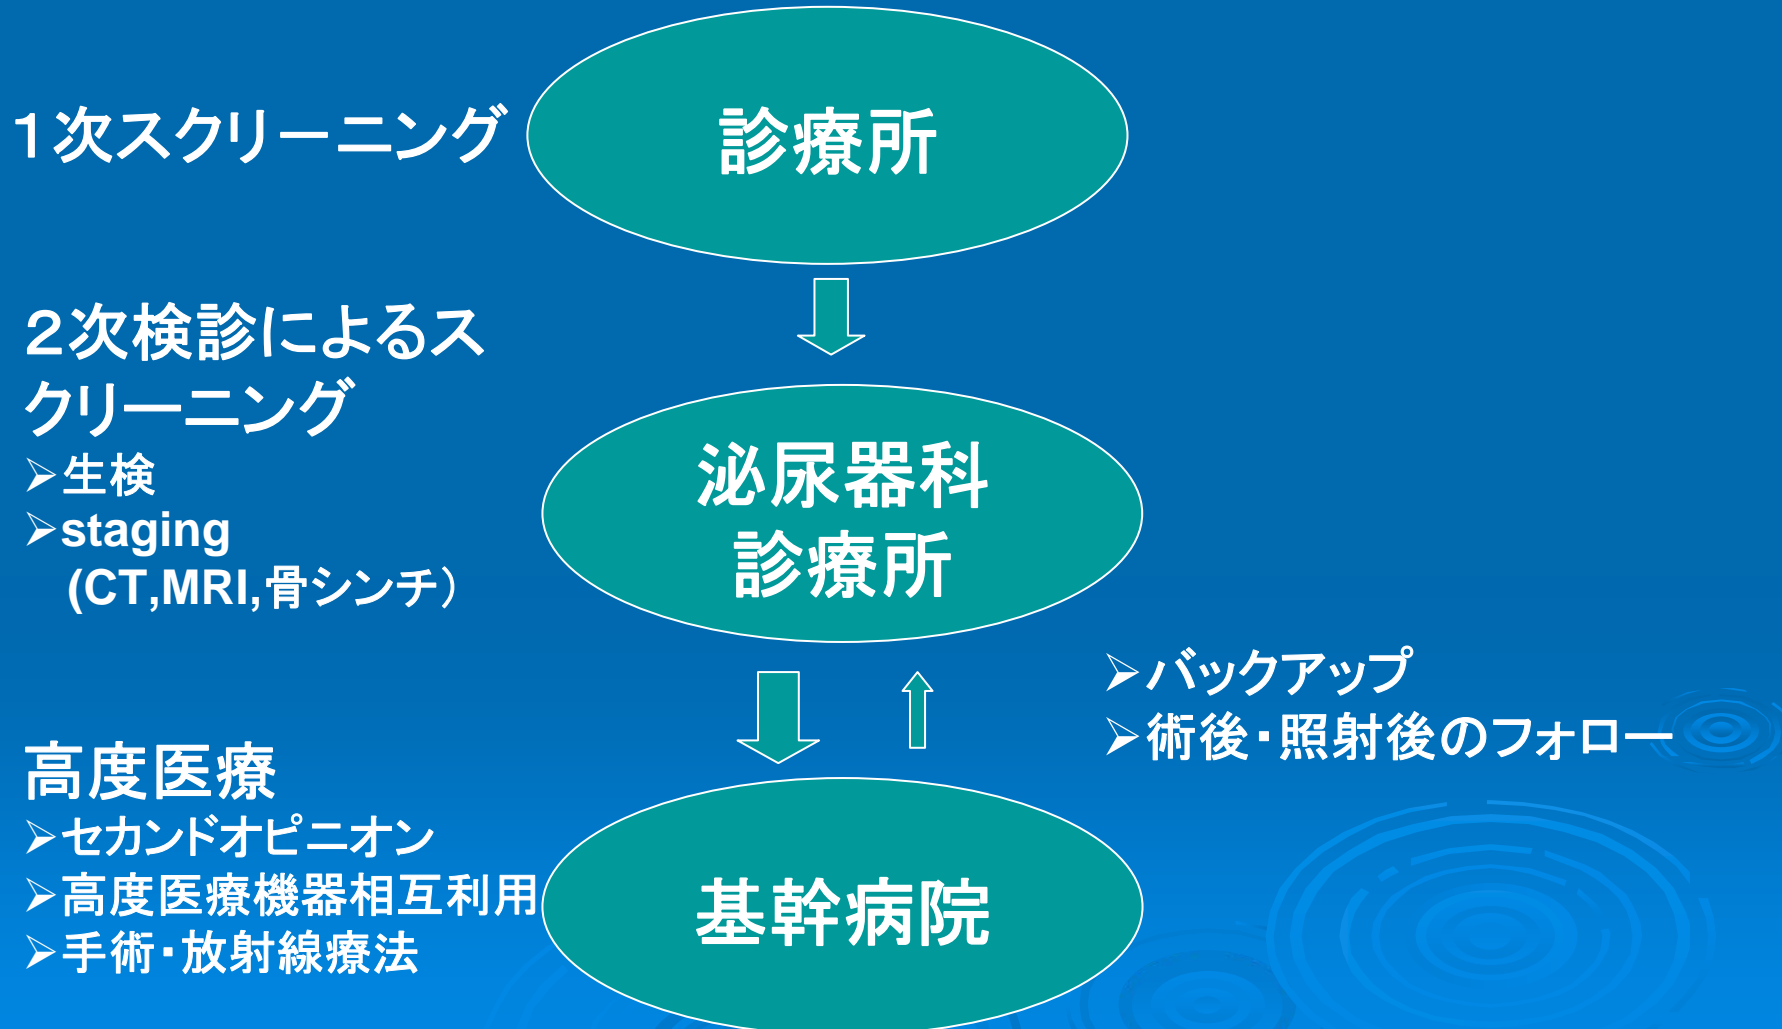 １次スクリーニング
診療所
２次検診によるス
クリーニング
➢生検
➢staging
(CT,MRI,骨シンチ）
泌尿器科
診療所
➢バックアップ
➢術後・照射後のフォロー
高度医療
➢セカンドオピニオン
➢高度医療機器相互利用
➢手術・放射線療法
基幹病院